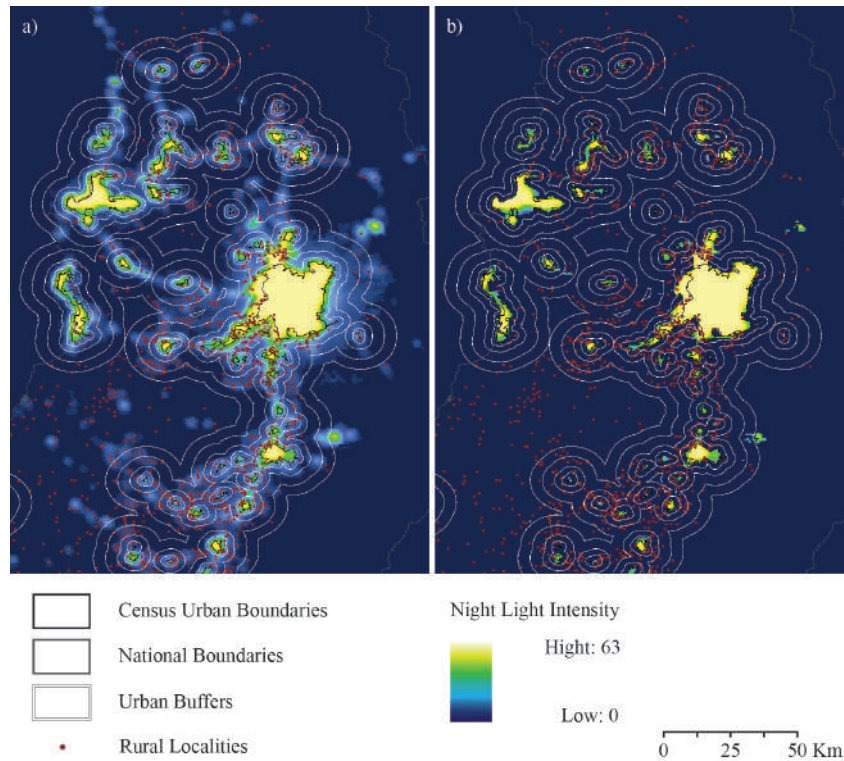 a)
b)
Census Urban Boundaries
National Boundaries
Urban Buffers
Rural Localities
Night Light Intensity
Hight: 63
Low: 0
0 25 50 Km